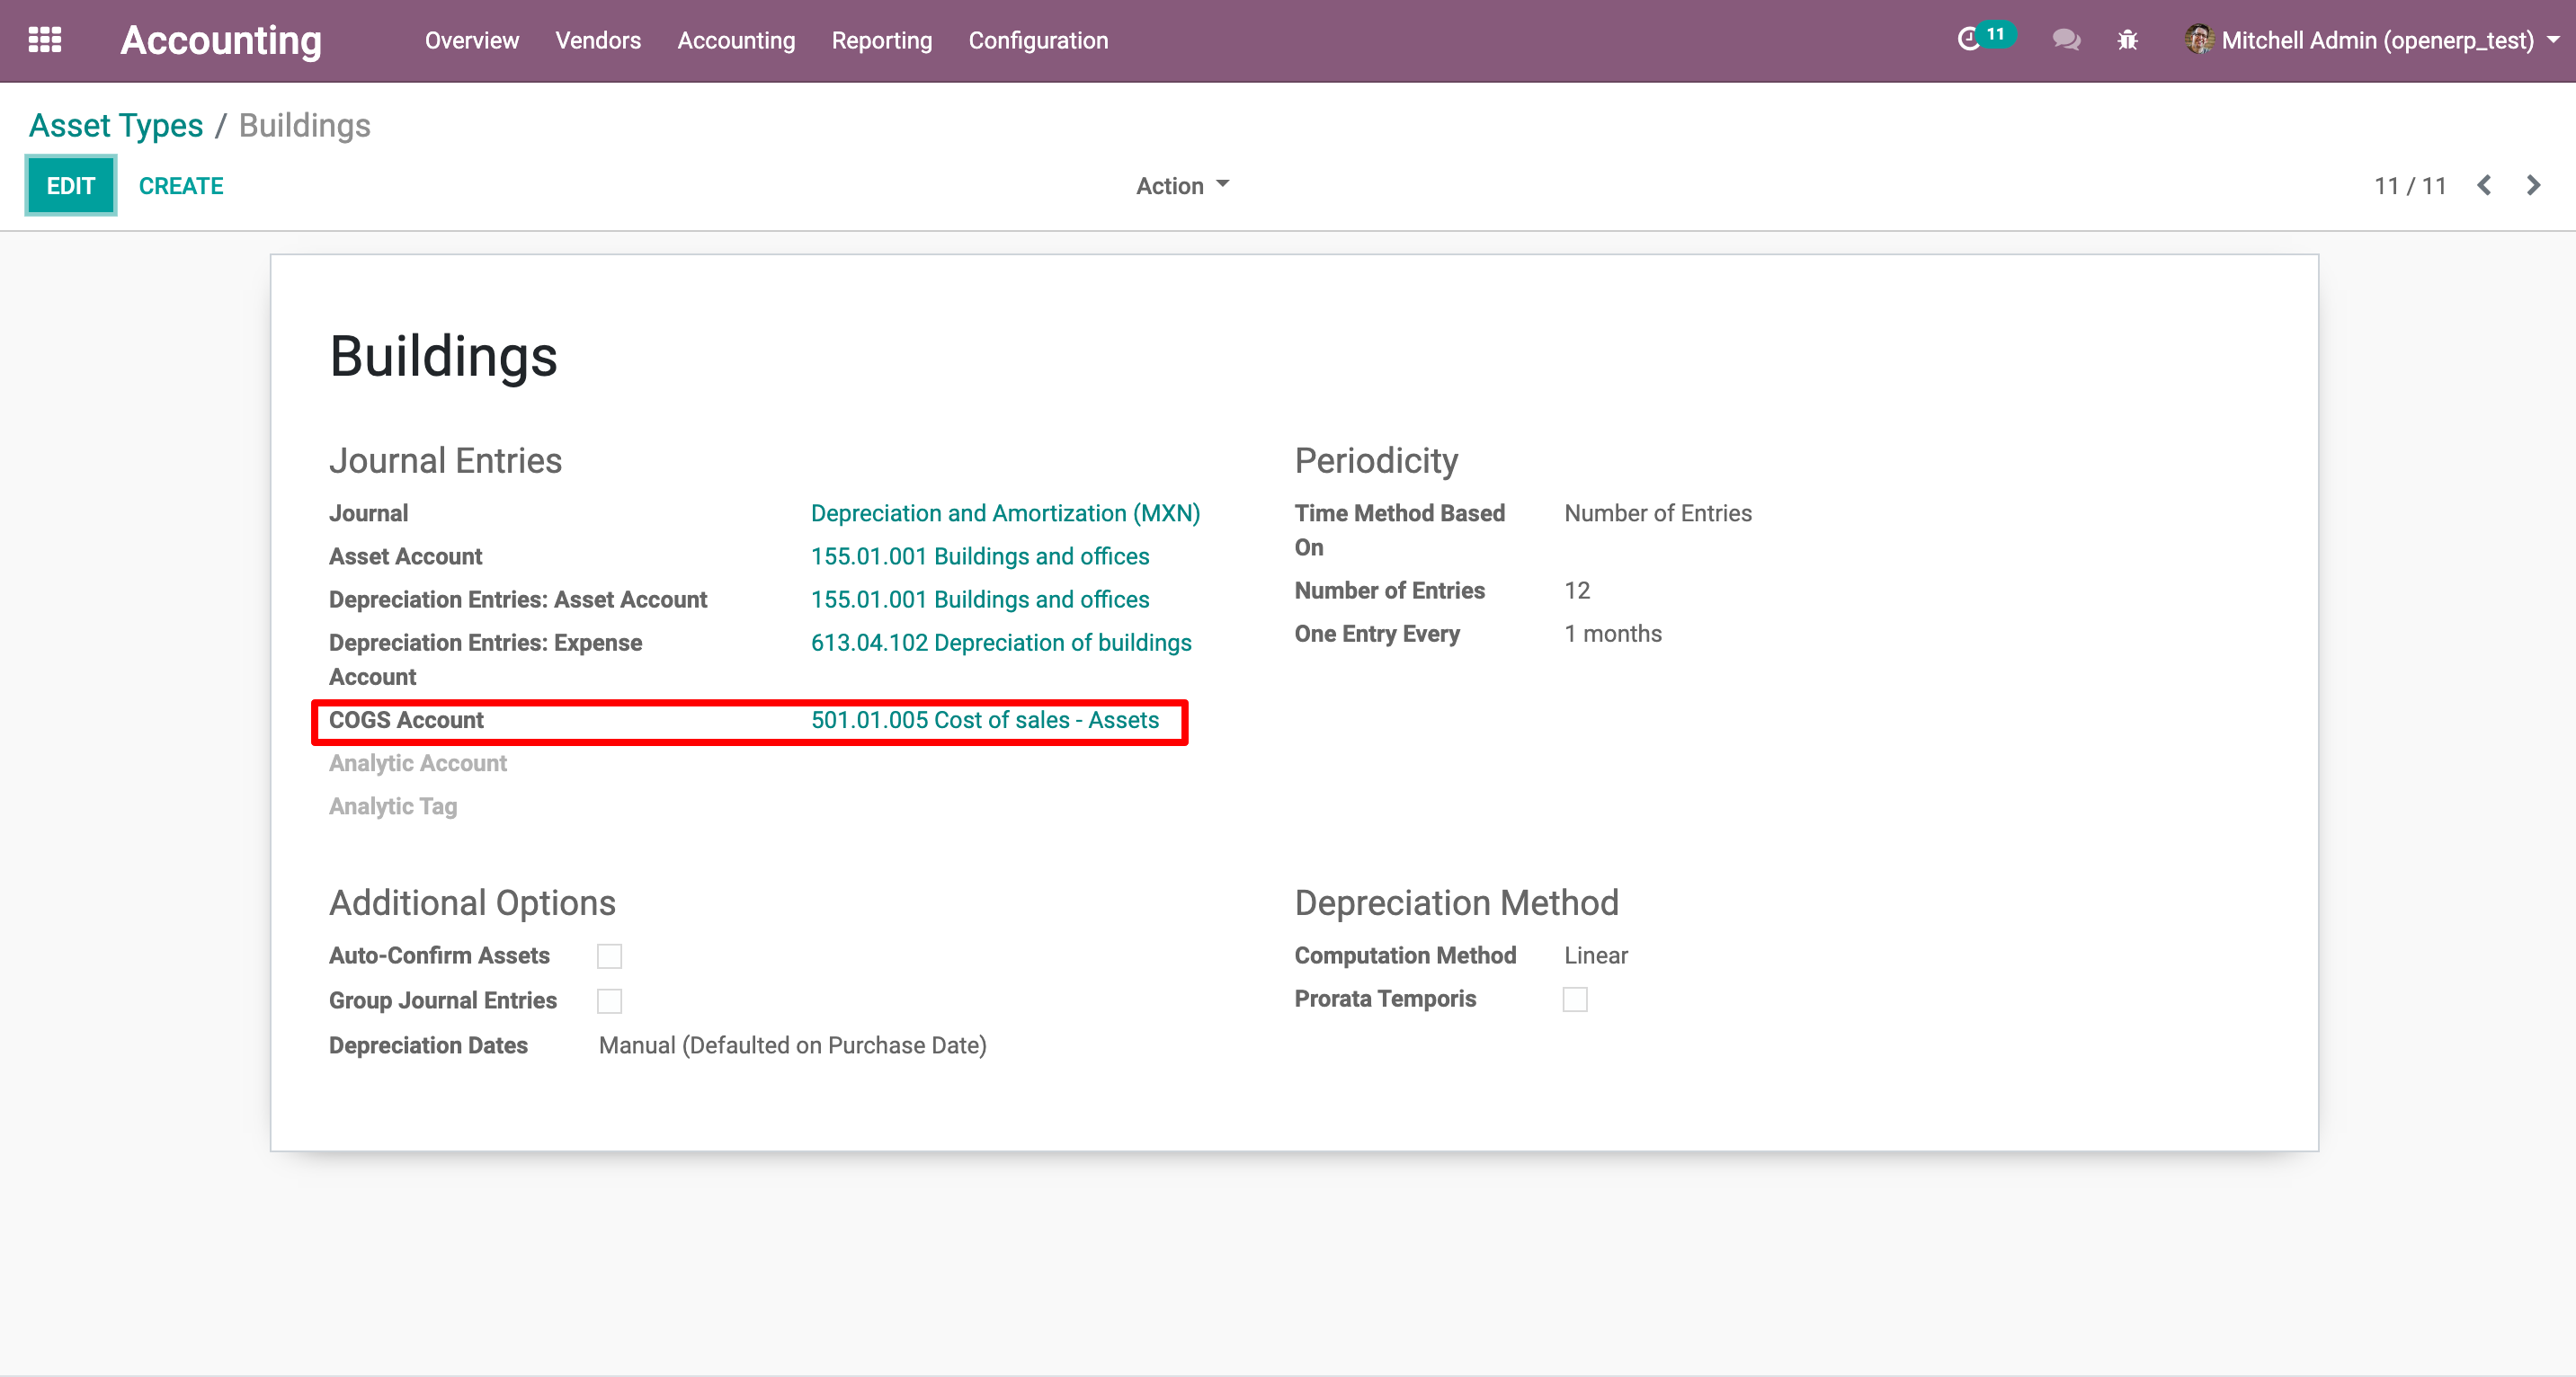 Accounting Overview Vendors Accounting Reporting Configuration 11 Mitchell Admin (openerp_test)
Asset Types / Buildings
EDIT CREATE Action 11 / 11
Buildings
Journal Entries
Journal Depreciation and Amortization (MXN)
Asset Account 155.01.001 Buildings and offices
Depreciation Entries: Asset Account 155.01.001 Buildings and offices
Depreciation Entries: Expense Account 613.04.102 Depreciation of buildings
COGS Account 501.01.005 Cost of sales - Assets
Analytic Account
Analytic Tag
Periodicity
Time Method Based On Number of Entries
Number of Entries 12
One Entry Every 1 months
Additional Options
Auto-Confirm Assets
Group Journal Entries
Depreciation Dates Manual (Defaulted on Purchase Date)
Depreciation Method
Computation Method Linear
Prorata Temporis